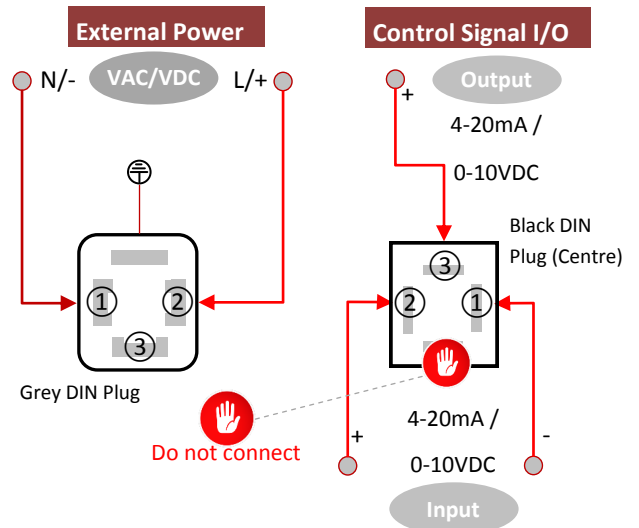 External Power
N/-
VAC/VDC
L/+
1
2
3
Grey DIN Plug
Do not connect
Control Signal I/O
+
Output
4-20mA /
0-10VDC
Black DIN
Plug (Centre)
3
2
1
+
4-20mA /
-
0-10VDC
Input